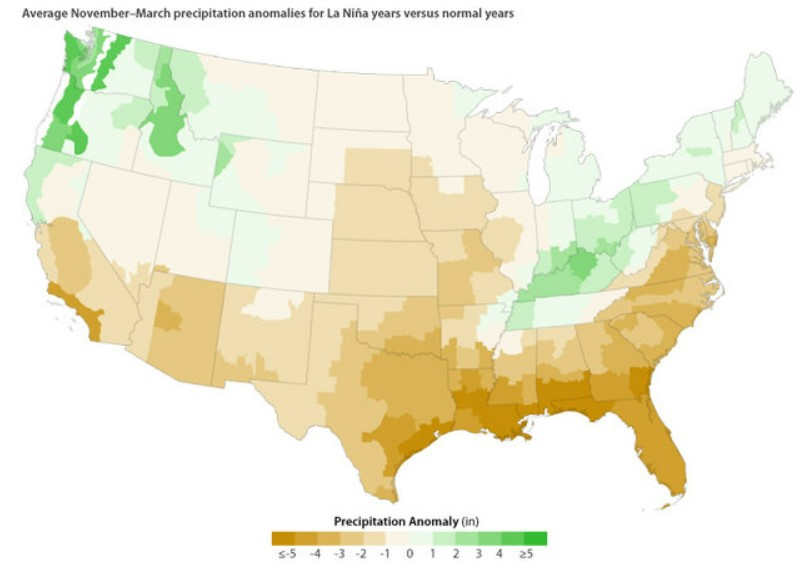 Average November–March precipitation anomalies for La Niña years versus normal years
Precipitation Anomaly (in)
≤-5 -4 -3 -2 -1 0 1 2 3 4 ≥5